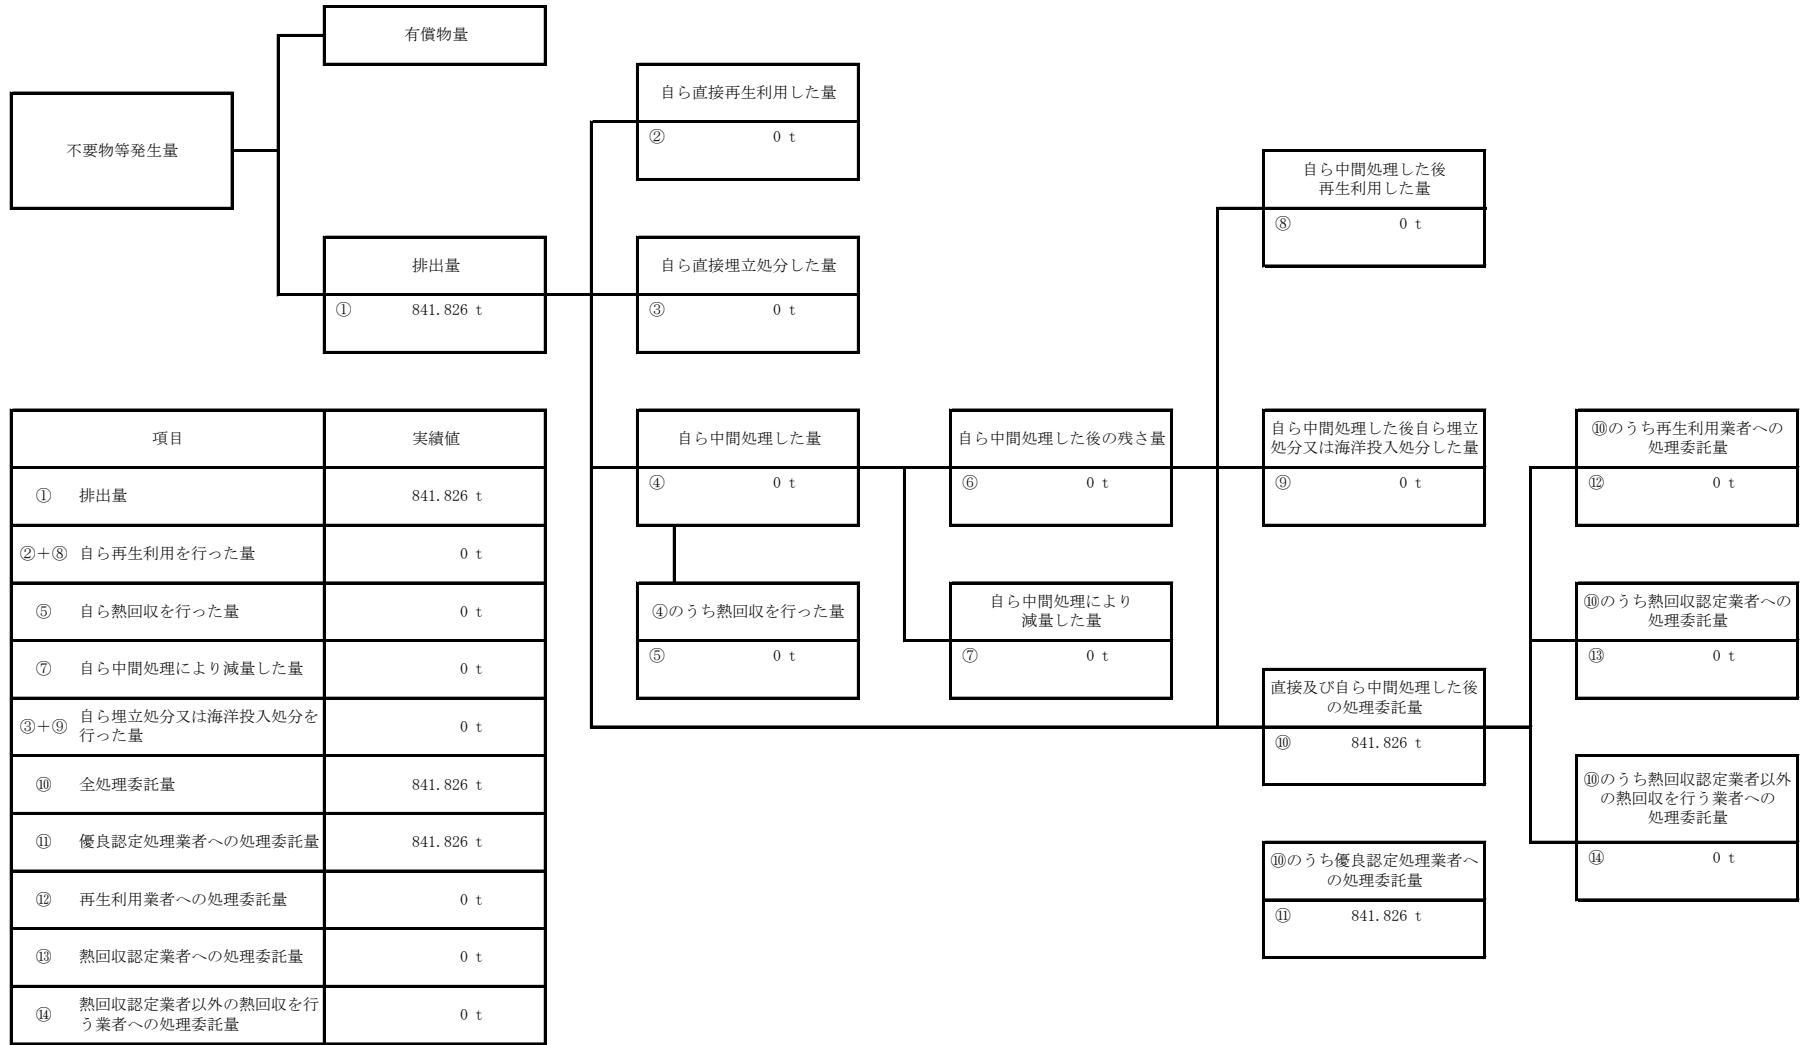 有償物量
不要物等発生量
排出量
① 841.826 t
自ら直接再生利用した量
② 0 t
自ら直接埋立処分した量
③ 0 t
自ら中間処理した後
再生利用した量
⑧ 0 t
自ら中間処理した量
④ 0 t
自ら中間処理した後の残さ量
⑥ 0 t
自ら中間処理した後自ら埋立
処分又は海洋投入処分した量
⑨ 0 t
⑩のうち再生利用業者への
処理委託量
⑫ 0 t
④のうち熱回収を行った量
⑤ 0 t
自ら中間処理により
減量した量
⑦ 0 t
⑩のうち熱回収認定業者への
処理委託量
⑬ 0 t
直接及び自ら中間処理した後
の処理委託量
⑩ 841.826 t
⑩のうち熱回収認定業者以外
の熱回収を行う業者への
処理委託量
⑭ 0 t
⑩のうち優良認定処理業者へ
の処理委託量
⑪ 841.826 t
項目 実績値
① 排出量 841.826 t
②+⑧ 自ら再生利用を行った量 0 t
⑤ 自ら熱回収を行った量 0 t
⑦ 自ら中間処理により減量した量 0 t
③+⑨ 自ら埋立処分又は海洋投入処分を
行った量 0 t
⑩ 全処理委託量 841.826 t
⑪ 優良認定処理業者への処理委託量 841.826 t
⑫ 再生利用業者への処理委託量 0 t
⑬ 熱回収認定業者への処理委託量 0 t
⑭ 熱回収認定業者以外の熱回収を行
う業者への処理委託量 0 t